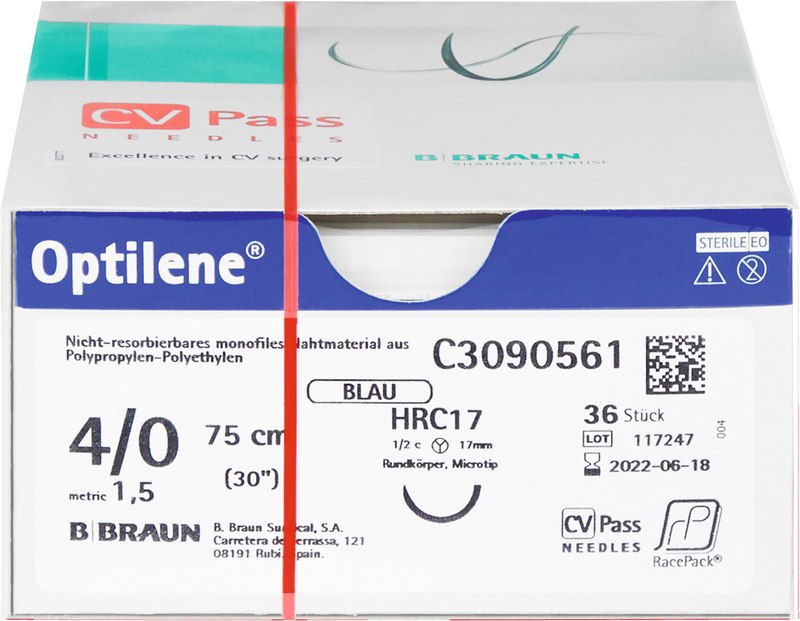 CV Pass
NEEDLES
Excellence in CV surgery
B|BRAUN
SHARING EXPERTISE
Optilene®
STERILE EO
Nicht-resorbierbares monofiles Nahtmaterial aus
Polypropylen-Polyethylen
C3090561
BLAU
4/0
75 cm
(30")
metric 1,5
HRC17
1/2 c 17mm
Rundkörper, Microtip
36 Stück
LOT 117247
2022-06-18
004
B|BRAUN
B. Braun Surgical, S.A.
Carretera de Terrassa, 121
08191 Rubí, Spain.
CV Pass
NEEDLES
rP
RacePack®